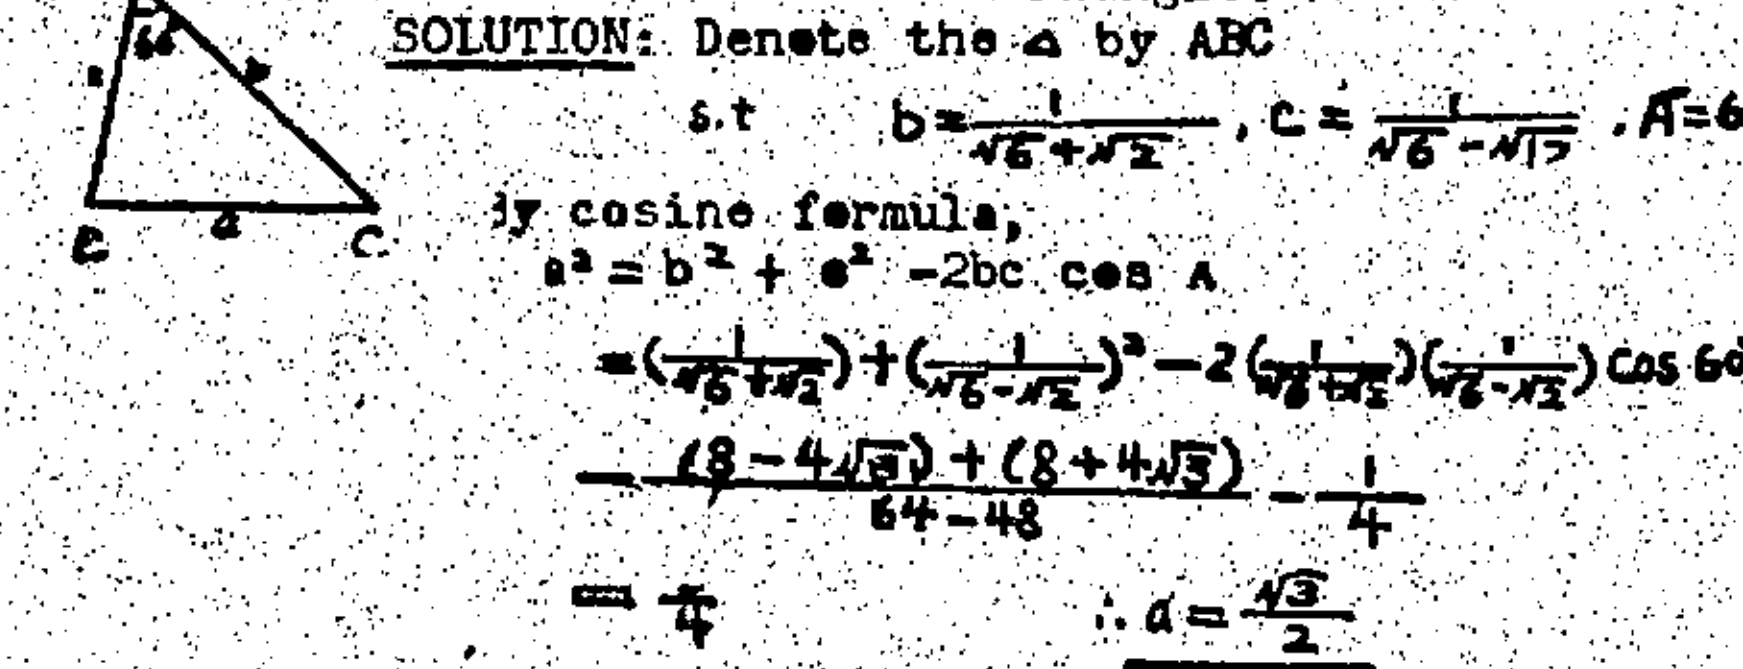 60
SOLUTION: Denote the △ by ABC
s.t b = 1/(√6+√2), c = 1/(√6-√2), A = 6
By cosine formula,
a² = b² + c² -2bc cos A
= (1/(√6+√2)) + (1/(√6-√2))² - 2(1/(√6+√2))(1/(√6-√2)) cos 60°
= ((8-4√3)+(8+4√3))/(64-48) - 1/4
a C
∴ a = √3/2